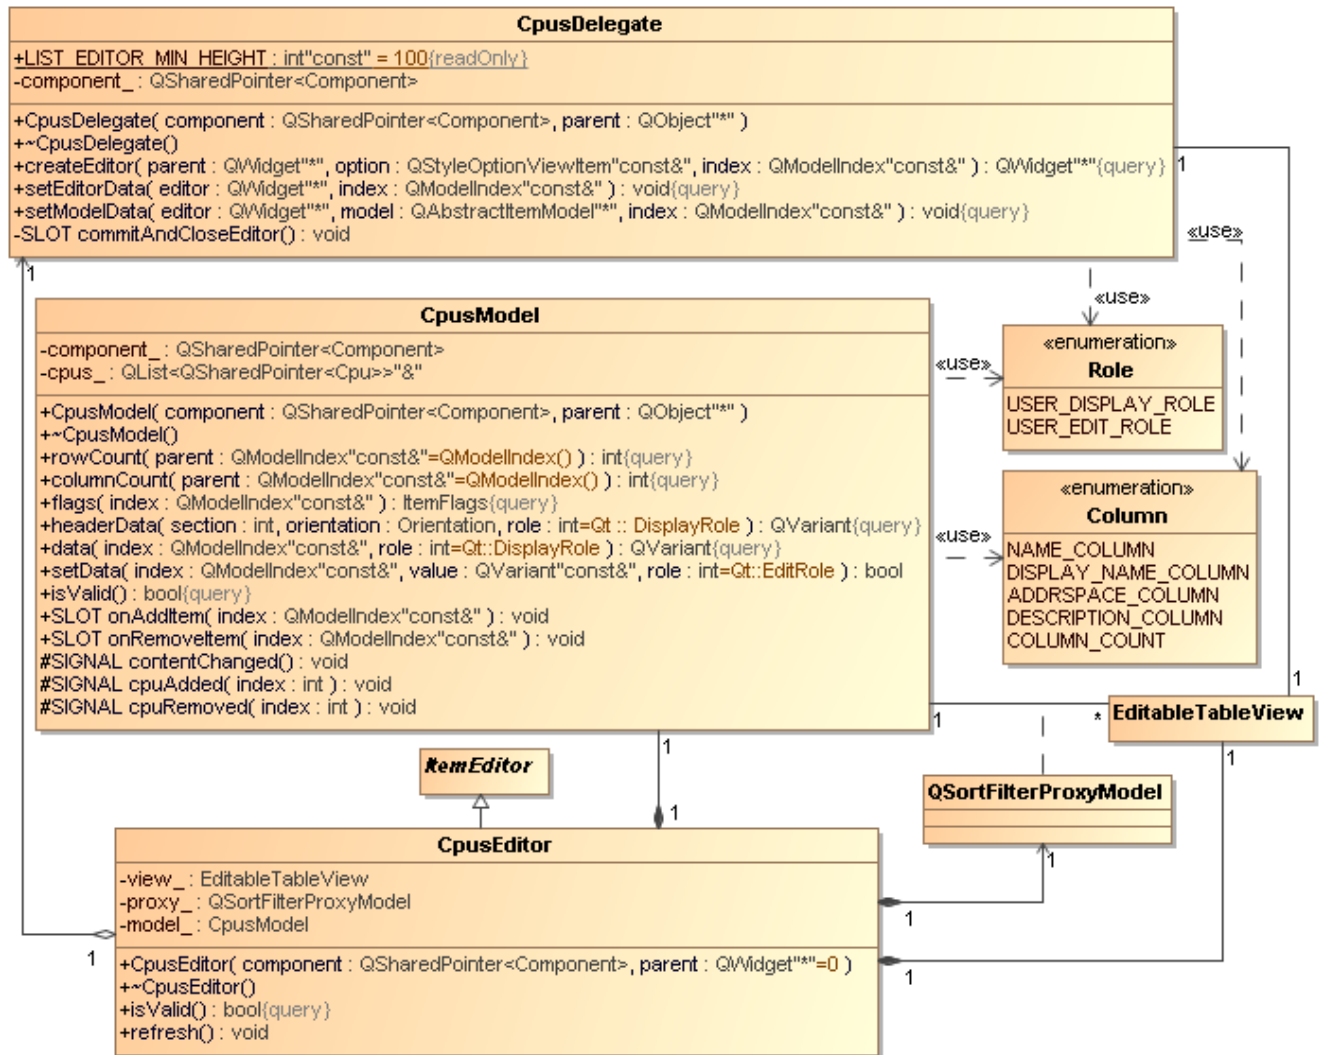 CpusDelegate
+LIST_EDITOR_MIN_HEIGHT : int"const" = 100{readOnly}
-component_ : QSharedPointer<Component>
+CpusDelegate( component : QSharedPointer<Component>, parent : QObject"*" )
+~CpusDelegate()
+createEditor( parent : QWidget"*", option : QStyleOptionViewItem"const&", index : QModelIndex"const&" ) : QWidget"*"{query}
+setEditorData( editor : QWidget"*", index : QModelIndex"const&" ) : void{query}
+setModelData( editor : QWidget"*", model : QAbstractItemModel"*", index : QModelIndex"const&" ) : void{query}
-SLOT commitAndCloseEditor() : void
1
«use»
1
«use»
CpusModel
-component_ : QSharedPointer<Component>
-cpus_ : QList<QSharedPointer<Cpu>>"&"
+CpusModel( component : QSharedPointer<Component>, parent : QObject"*" )
+~CpusModel()
+rowCount( parent : QModelIndex"const&"=QModelIndex() ) : int{query}
+columnCount( parent : QModelIndex"const&"=QModelIndex() ) : int{query}
+flags( index : QModelIndex"const&" ) : ItemFlags{query}
+headerData( section : int, orientation : Orientation, role : int=Qt :: DisplayRole ) : QVariant{query}
+data( index : QModelIndex"const&", role : int=Qt::DisplayRole ) : QVariant{query}
+setData( index : QModelIndex"const&", value : QVariant"const&", role : int=Qt::EditRole ) : bool
+isValid() : bool{query}
+SLOT onAddItem( index : QModelIndex"const&" ) : void
+SLOT onRemoveItem( index : QModelIndex"const&" ) : void
#SIGNAL contentChanged() : void
#SIGNAL cpuAdded( index : int ) : void
#SIGNAL cpuRemoved( index : int ) : void
«use»
«enumeration»
Role
USER_DISPLAY_ROLE
USER_EDIT_ROLE
«use»
«enumeration»
Column
NAME_COLUMN
DISPLAY_NAME_COLUMN
ADDRSPACE_COLUMN
DESCRIPTION_COLUMN
COLUMN_COUNT
1
1
*
EditableTableView
1
1
ItemEditor
QSortFilterProxyModel
1
1
CpusEditor
-view_ : EditableTableView
-proxy_ : QSortFilterProxyModel
-model_ : CpusModel
+CpusEditor( component : QSharedPointer<Component>, parent : QWidget"*"=0 )
+~CpusEditor()
+isValid() : bool{query}
+refresh() : void
1
1
1